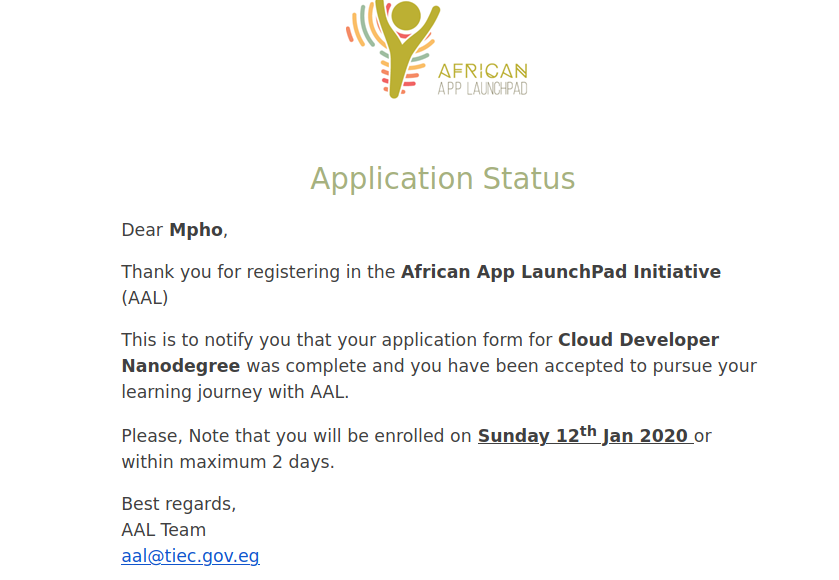 AFRICAN
APP LAUNCHPAD
Application Status
Dear Mpho,
Thank you for registering in the African App LaunchPad Initiative
(AAL)
This is to notify you that your application form for Cloud Developer
Nanodegree was complete and you have been accepted to pursue your
learning journey with AAL.
Please, Note that you will be enrolled on Sunday 12th Jan 2020 or
within maximum 2 days.
Best regards,
AAL Team
aal@tiec.gov.eg